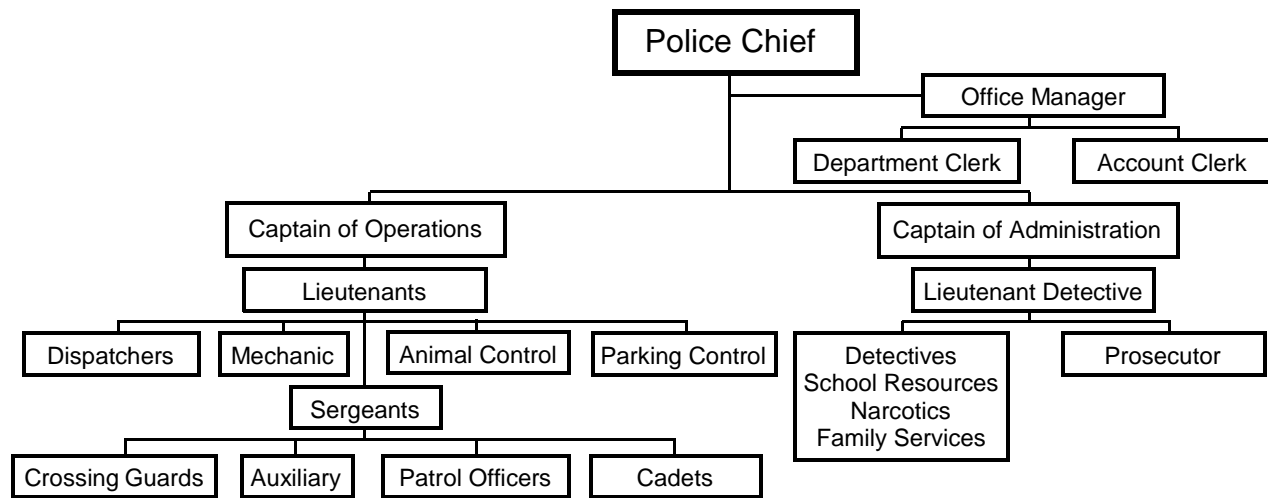 Police Chief
Office Manager
Department Clerk
Account Clerk
Captain of Operations
Captain of Administration
Lieutenants
Lieutenant Detective
Dispatchers
Mechanic
Animal Control
Parking Control
Detectives
School Resources
Narcotics
Family Services
Prosecutor
Sergeants
Crossing Guards
Auxiliary
Patrol Officers
Cadets